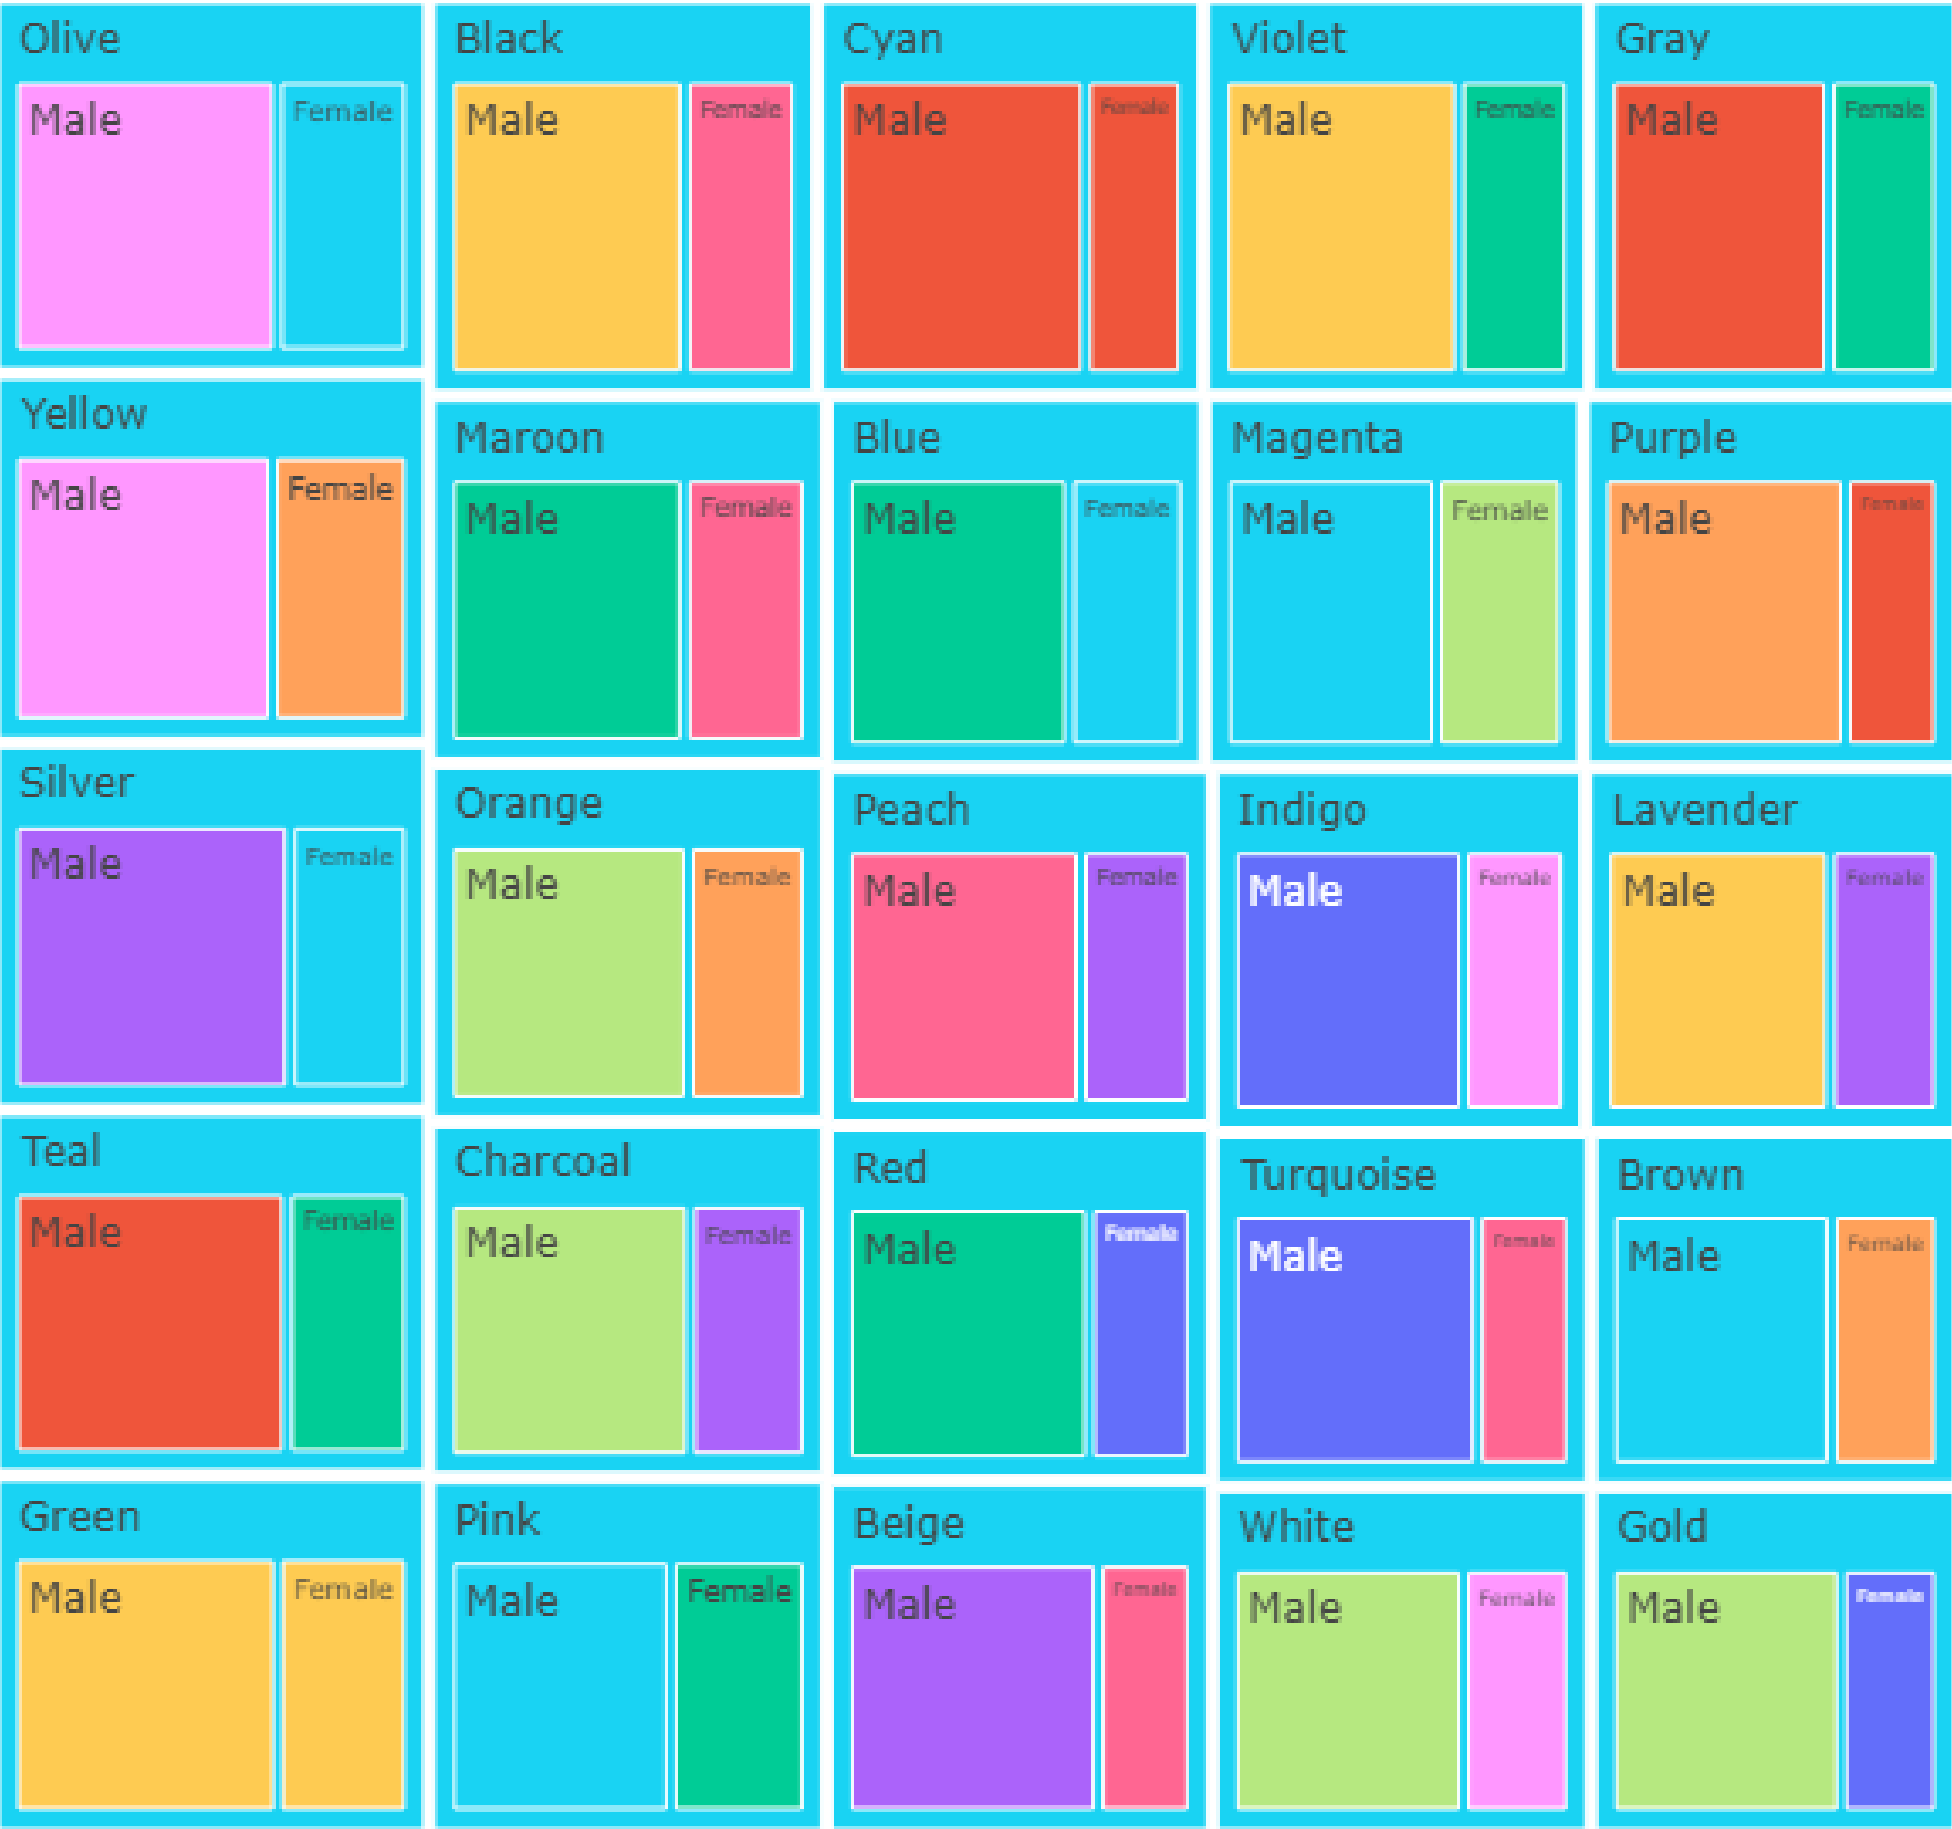 Olive
Male Female
Black
Male Female
Cyan
Male Female
Violet
Male Female
Gray
Male Female
Yellow
Male Female
Maroon
Male Female
Blue
Male Female
Magenta
Male Female
Purple
Male Female
Silver
Male Female
Orange
Male Female
Peach
Male Female
Indigo
Male Female
Lavender
Male Female
Teal
Male Female
Charcoal
Male Female
Red
Male Female
Turquoise
Male Female
Brown
Male Female
Green
Male Female
Pink
Male Female
Beige
Male Female
White
Male Female
Gold
Male Female